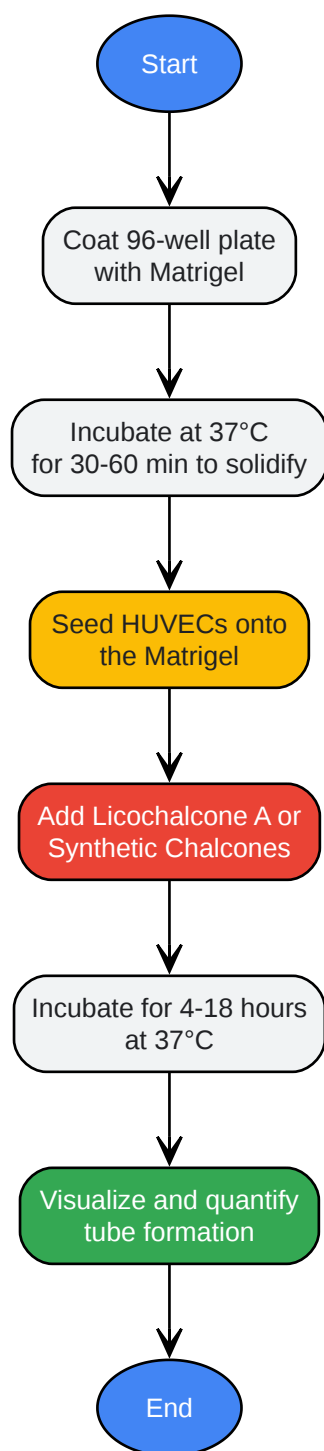 Start
Coat 96-well plate
with Matrigel
Incubate at 37°C
for 30-60 min to solidify
Seed HUVECs onto
the Matrigel
Add Licochalcone A or
Synthetic Chalcones
Incubate for 4-18 hours
at 37°C
Visualize and quantify
tube formation
End